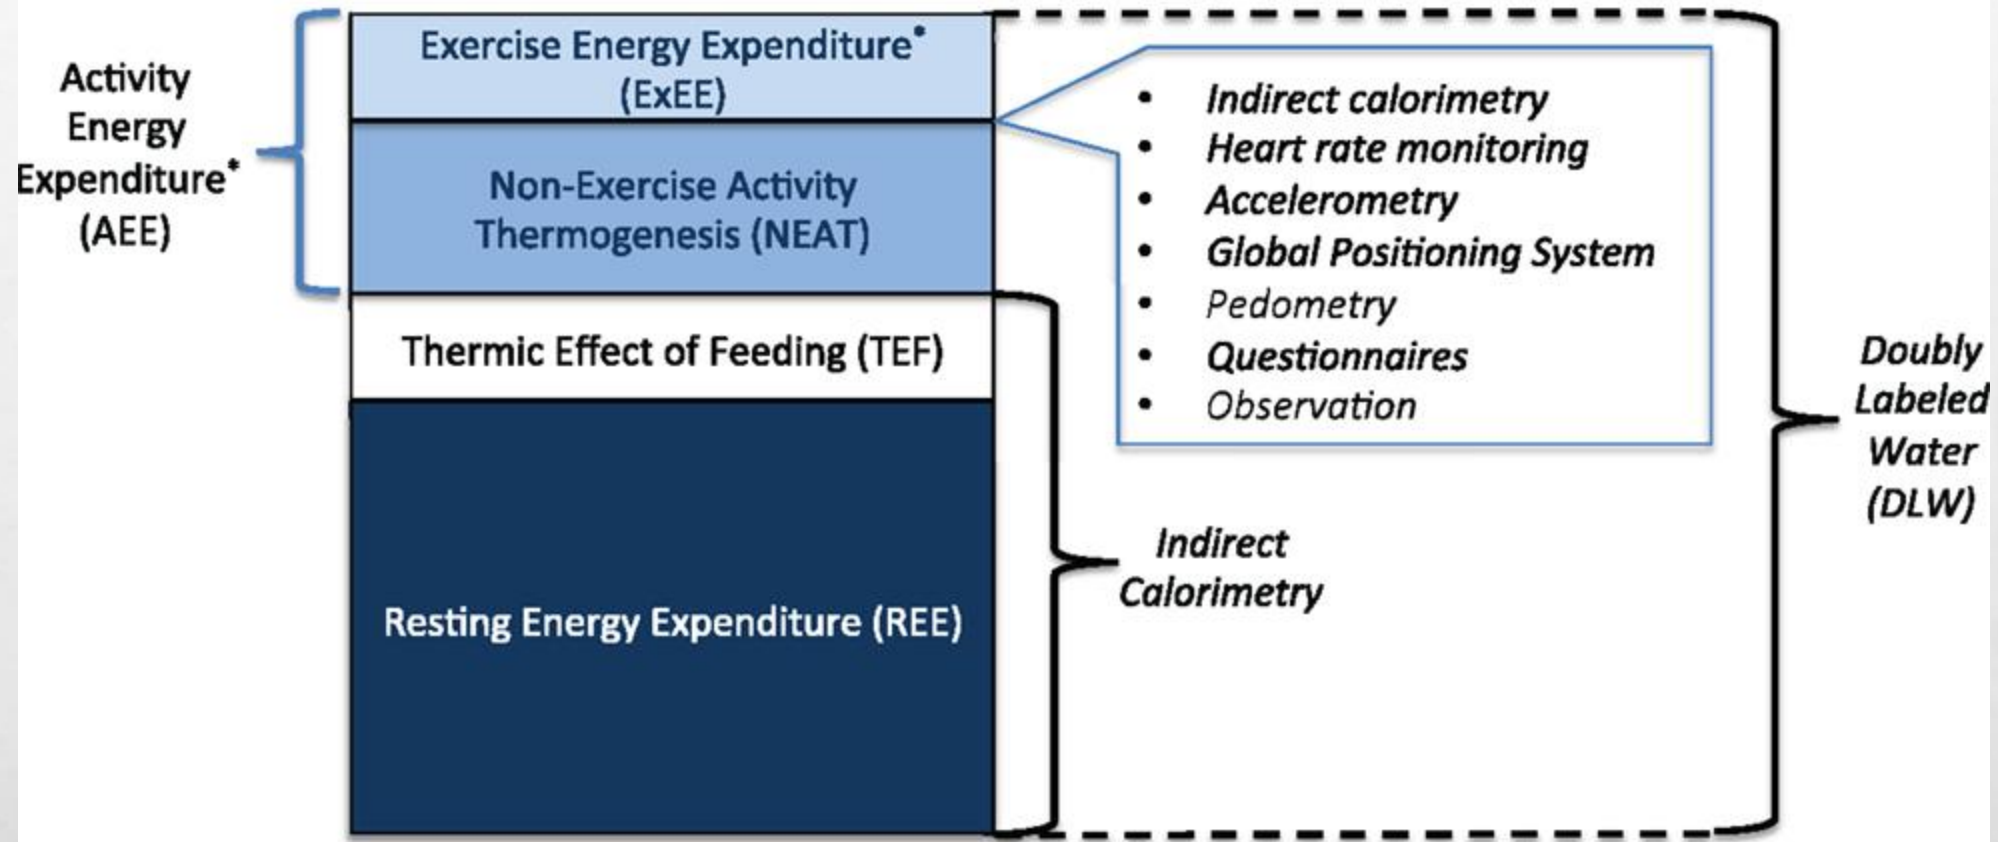 Activity
Energy
Expenditure*
(AEE)
Exercise Energy Expenditure*
(ExEE)
Non-Exercise Activity
Thermogenesis (NEAT)
Thermic Effect of Feeding (TEF)
Resting Energy Expenditure (REE)
• Indirect calorimetry
• Heart rate monitoring
• Accelerometry
• Global Positioning System
• Pedometry
• Questionnaires
• Observation
Indirect
Calorimetry
Doubly
Labeled
Water
(DLW)